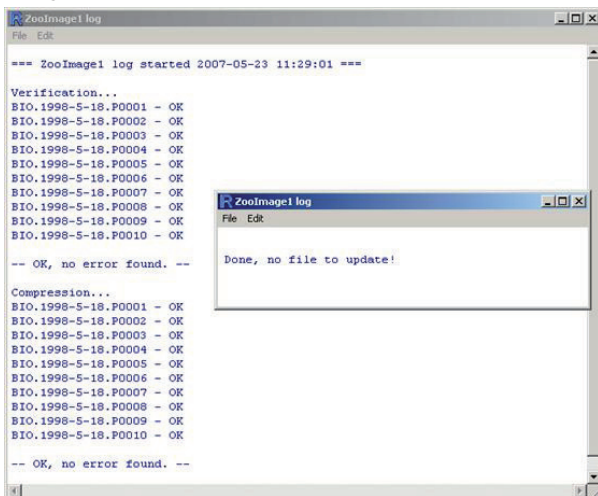 ZooImage1 log
File Edit
=== ZooImage1 log started 2007-05-23 11:29:01 ===
Verification...
BIO.1998-5-18.P0001 - OK
BIO.1998-5-18.P0002 - OK
BIO.1998-5-18.P0003 - OK
BIO.1998-5-18.P0004 - OK
BIO.1998-5-18.P0005 - OK
BIO.1998-5-18.P0006 - OK
BIO.1998-5-18.P0007 - OK
BIO.1998-5-18.P0008 - OK
BIO.1998-5-18.P0009 - OK
BIO.1998-5-18.P0010 - OK
-- OK, no error found. --
Compression...
BIO.1998-5-18.P0001 - OK
BIO.1998-5-18.P0002 - OK
BIO.1998-5-18.P0003 - OK
BIO.1998-5-18.P0004 - OK
BIO.1998-5-18.P0005 - OK
BIO.1998-5-18.P0006 - OK
BIO.1998-5-18.P0007 - OK
BIO.1998-5-18.P0008 - OK
BIO.1998-5-18.P0009 - OK
BIO.1998-5-18.P0010 - OK
-- OK, no error found. --
ZooImage1 log
File Edit
Done, no file to update!